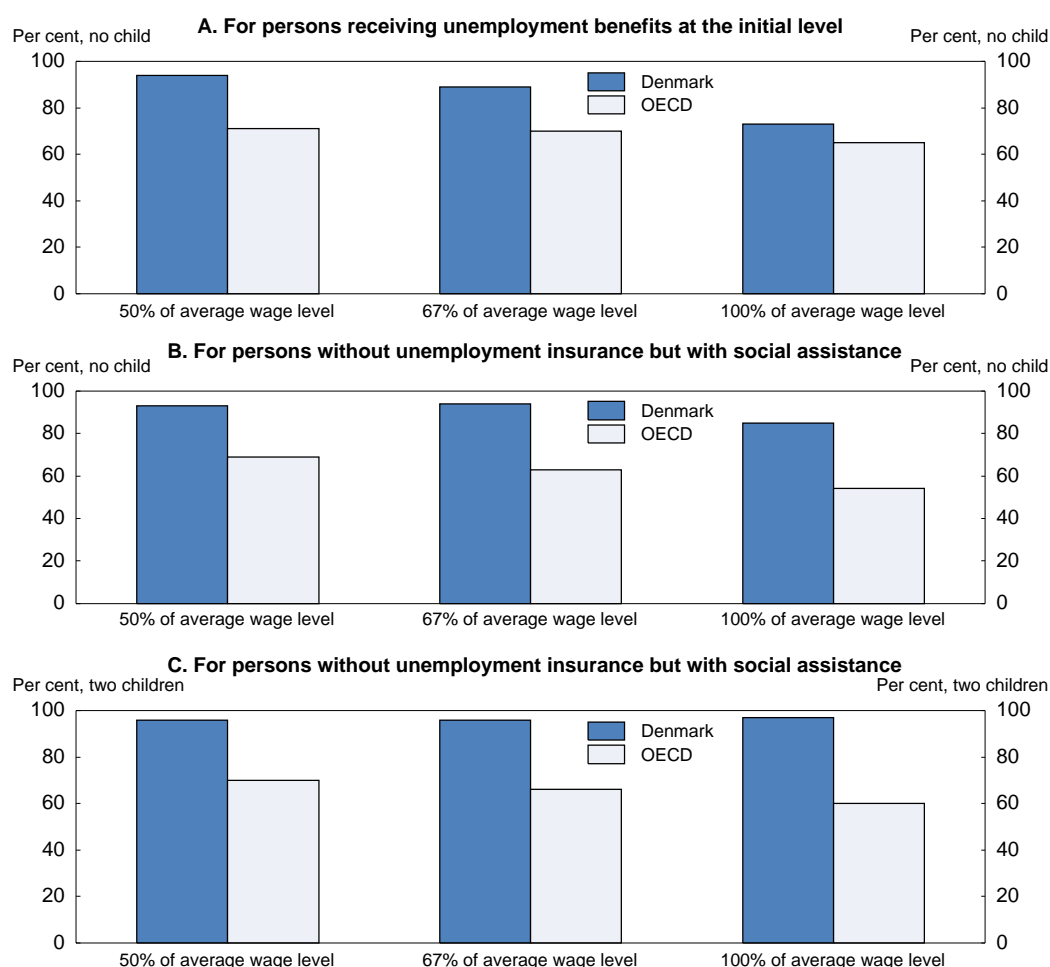 A. For persons receiving unemployment benefits at the initial level
Per cent, no child Per cent, no child
100 100
Denmark
80 OECD 80
60 60
40 40
20 20
0 0
50% of average wage level 67% of average wage level 100% of average wage level
B. For persons without unemployment insurance but with social assistance
Per cent, no child Per cent, no child
100 100
Denmark
80 OECD 80
60 60
40 40
20 20
0 0
50% of average wage level 67% of average wage level 100% of average wage level
C. For persons without unemployment insurance but with social assistance
Per cent, two children Per cent, two children
100 100
Denmark
80 OECD 80
60 60
40 40
20 20
0 0
50% of average wage level 67% of average wage level 100% of average wage level